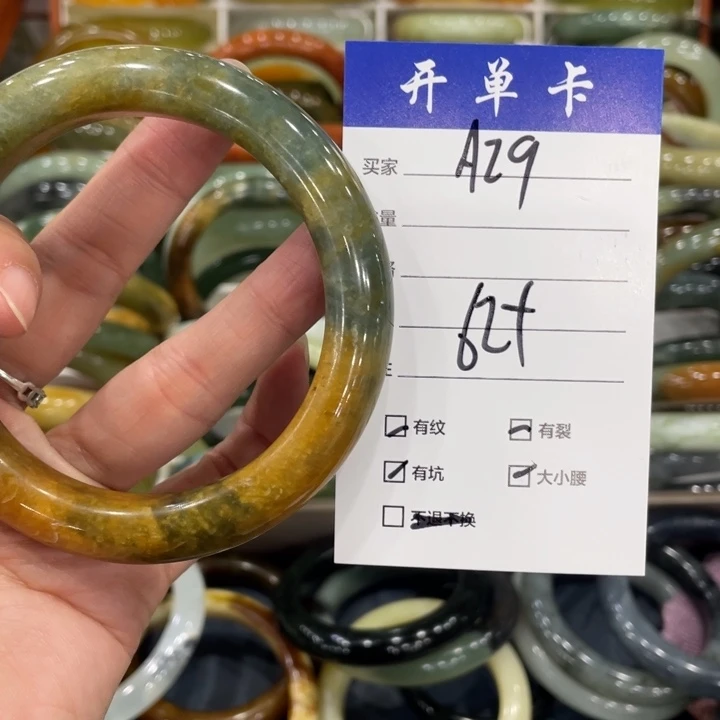 开单卡
买家 A29
量
62+
有纹 有裂
有坑 大小腰
不退不换